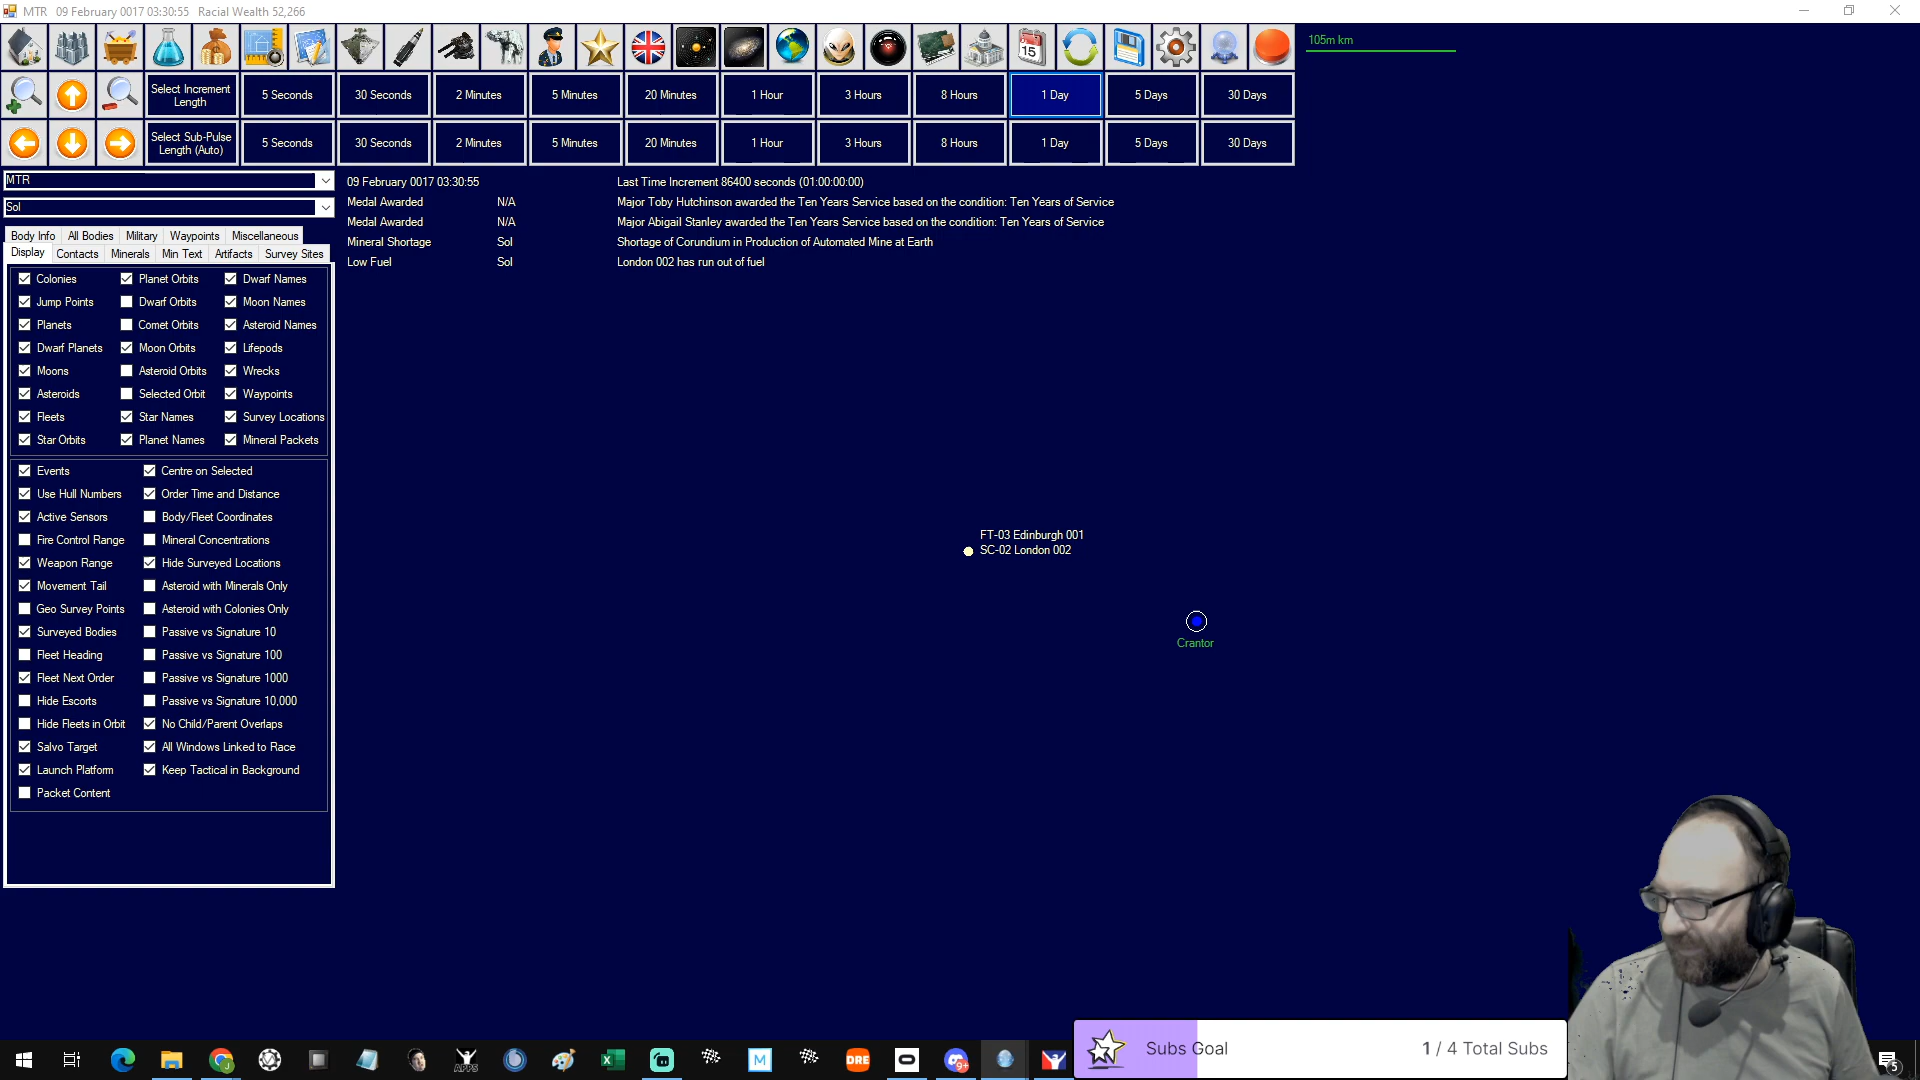 MTR   09 February 0017 03:30:55   Racial Wealth 52,266
105m km
15
Select Increment Length
5 Seconds
30 Seconds
2 Minutes
5 Minutes
20 Minutes
1 Hour
3 Hours
8 Hours
1 Day
5 Days
30 Days
Select Sub-Pulse Length (Auto)
5 Seconds
30 Seconds
2 Minutes
5 Minutes
20 Minutes
1 Hour
3 Hours
8 Hours
1 Day
5 Days
30 Days
MTR
Sol
Body Info All Bodies Military Waypoints Miscellaneous
Display Contacts Minerals Min Text Artifacts Survey Sites
Colonies Planet Orbits Dwarf Names
Jump Points Dwarf Orbits Moon Names
Planets Comet Orbits Asteroid Names
Dwarf Planets Moon Orbits Lifepods
Moons Asteroid Orbits Wrecks
Asteroids Selected Orbit Waypoints
Fleets Star Names Survey Locations
Star Orbits Planet Names Mineral Packets
Events Centre on Selected
Use Hull Numbers Order Time and Distance
Active Sensors Body/Fleet Coordinates
Fire Control Range Mineral Concentrations
Weapon Range Hide Surveyed Locations
Movement Tail Asteroid with Minerals Only
Geo Survey Points Asteroid with Colonies Only
Surveyed Bodies Passive vs Signature 10
Fleet Heading Passive vs Signature 100
Fleet Next Order Passive vs Signature 1000
Hide Escorts Passive vs Signature 10,000
Hide Fleets in Orbit No Child/Parent Overlaps
Salvo Target All Windows Linked to Race
Launch Platform Keep Tactical in Background
Packet Content
09 February 0017 03:30:55 Last Time Increment 86400 seconds (01:00:00:00)
Medal Awarded N/A Major Toby Hutchinson awarded the Ten Years Service based on the condition: Ten Years of Service
Medal Awarded N/A Major Abigail Stanley awarded the Ten Years Service based on the condition: Ten Years of Service
Mineral Shortage Sol Shortage of Corundium in Production of Automated Mine at Earth
Low Fuel Sol London 002 has run out of fuel
FT-03 Edinburgh 001
SC-02 London 002
Crantor
Subs Goal 1 / 4 Total Subs
APPS
M
DRE
9+
5